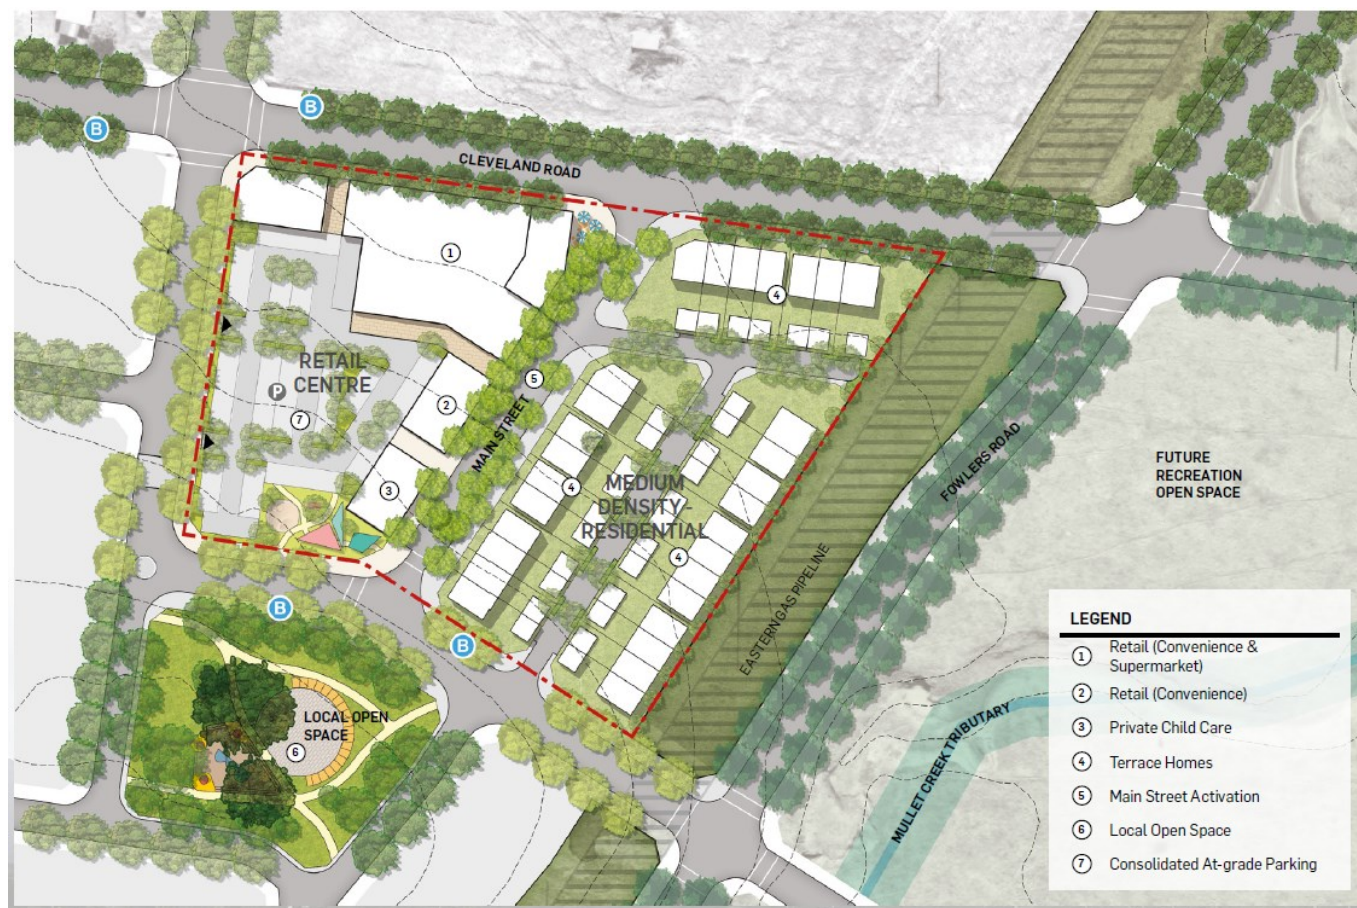 B
B
CLEVELAND ROAD
1
4
RETAIL
CENTRE
P
7
2
5
MAIN STREET
3
4
MEDIUM
DENSITY-
RESIDENTIAL
4
FOWLERS ROAD
FUTURE
RECREATION
OPEN SPACE
EASTERN GAS PIPELINE
B
B
LOCAL OPEN
SPACE
6
MULLET CREEK TRIBUTARY
LEGEND
1 Retail (Convenience &
Supermarket)
2 Retail (Convenience)
3 Private Child Care
4 Terrace Homes
5 Main Street Activation
6 Local Open Space
7 Consolidated At-grade Parking